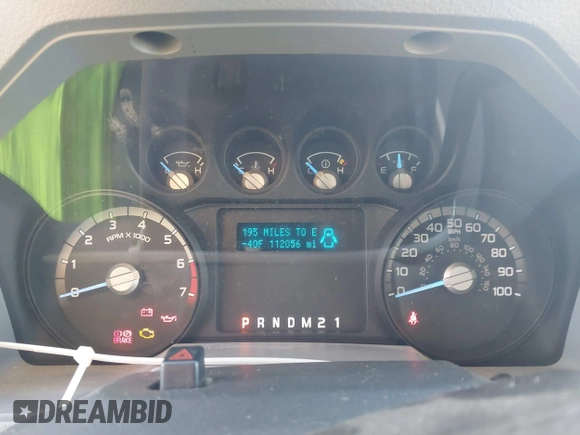 H
H
L H
E F
0 1 2 3 4 5 6 7
RPM X 1000
195 MILES TO E
-40F 112056 mi
0 10 20 30 40 50 60 70 80 90 100
MPH
km/h
BRAKE
P R N D M 2 1
DREAMBID